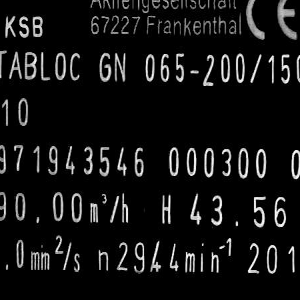 Aktiengesellschaft
KSB 67227 Frankenthal CE
TABLOC GN 065-200/150
10
971943546 000300 0
90.00m³/h H 43.56
.0mm²/s n2944min⁻¹ 201